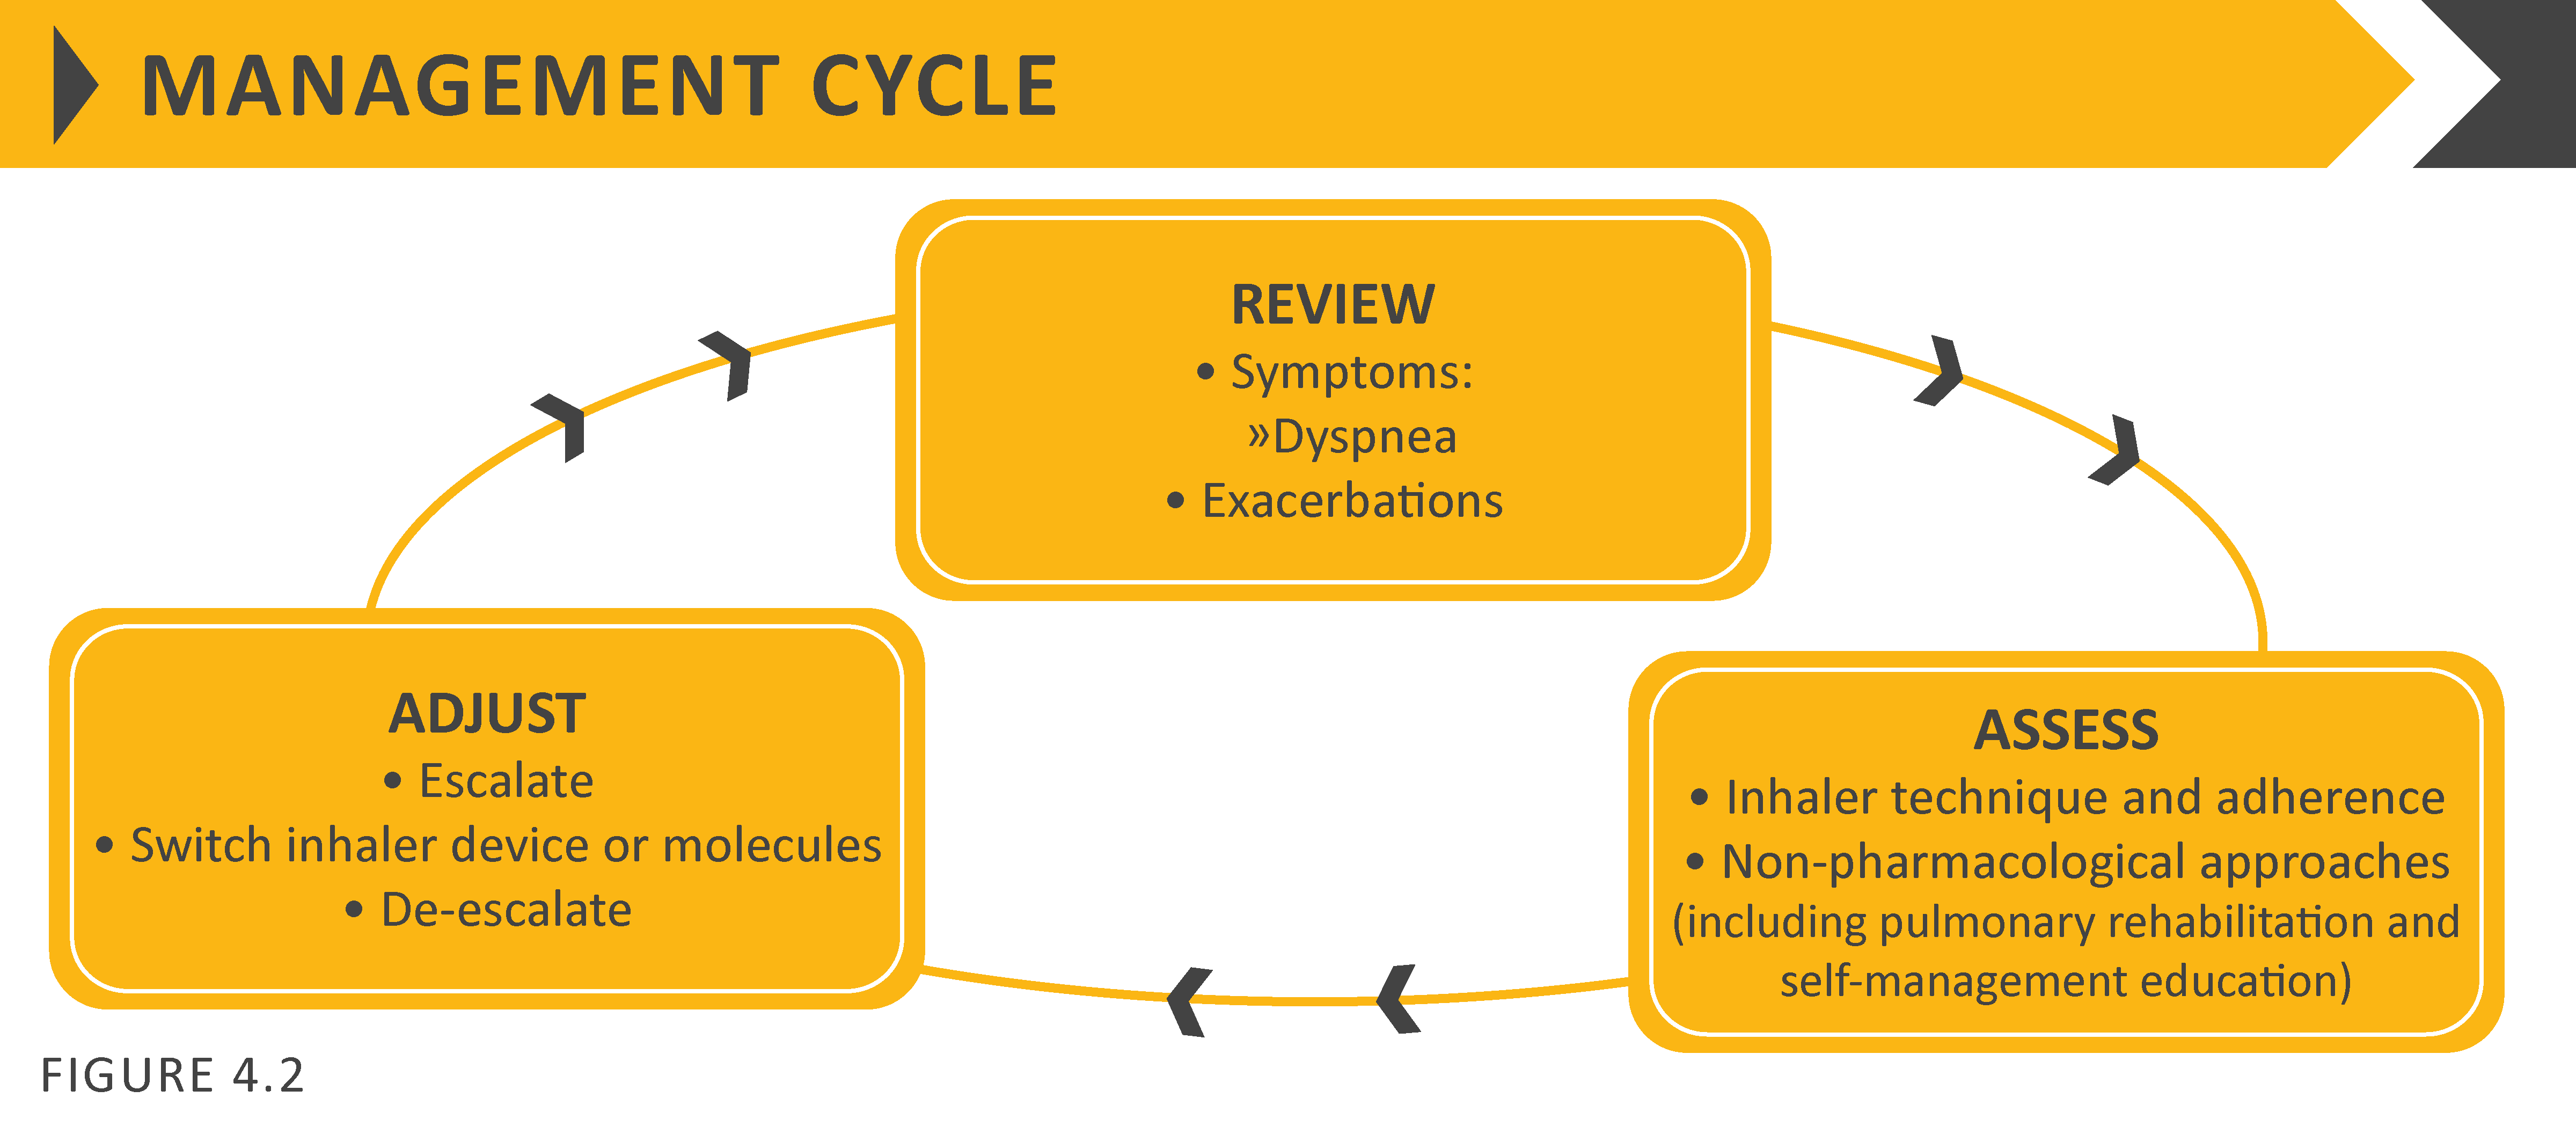 MANAGEMENT CYCLE
REVIEW
• Symptoms:
»Dyspnea
• Exacerbations
ADJUST
• Escalate
• Switch inhaler device or molecules
• De-escalate
ASSESS
• Inhaler technique and adherence
• Non-pharmacological approaches
(including pulmonary rehabilitation and
self-management education)
FIGURE 4.2